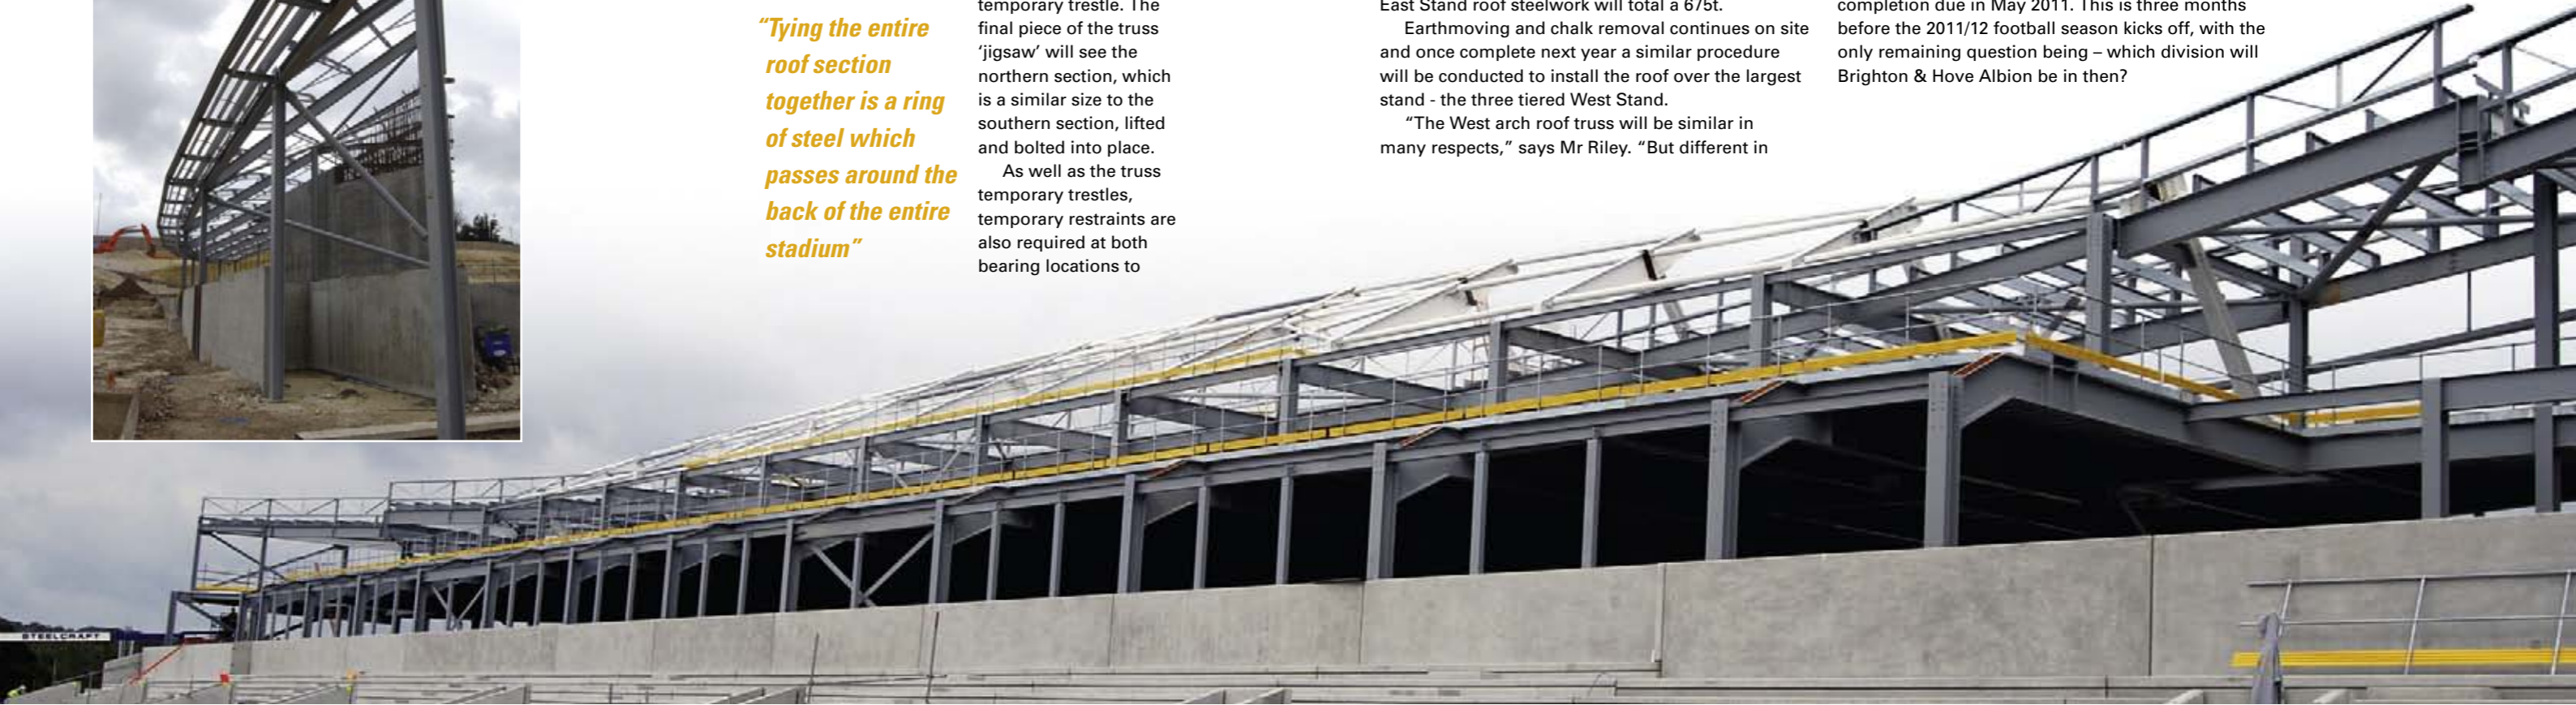 “Tying the entire
roof section
together is a ring
of steel which
passes around the
back of the entire
stadium”
temporary trestle. The
final piece of the truss
‘jigsaw’ will see the
northern section, which
is a similar size to the
southern section, lifted
and bolted into place.
As well as the truss
temporary trestles,
temporary restraints are
also required at both
bearing locations to
East Stand roof steelwork will total a 675t.
Earthmoving and chalk removal continues on site
and once complete next year a similar procedure
will be conducted to install the roof over the largest
stand - the three tiered West Stand.
“The West arch roof truss will be similar in
many respects,” says Mr Riley. “But different in
completion due in May 2011. This is three months
before the 2011/12 football season kicks off, with the
only remaining question being – which division will
Brighton & Hove Albion be in then?
STEELCRAFT